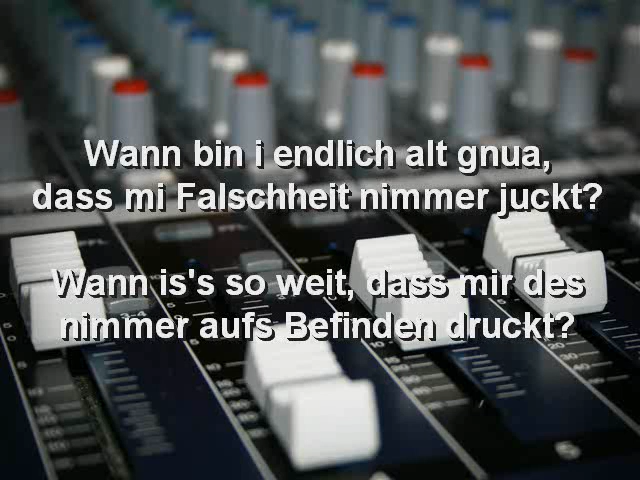 Wann bin i endlich alt gnua,
dass mi Falschheit nimmer juckt?
Wann is's so weit, dass mir des
nimmer aufs Befinden druckt?